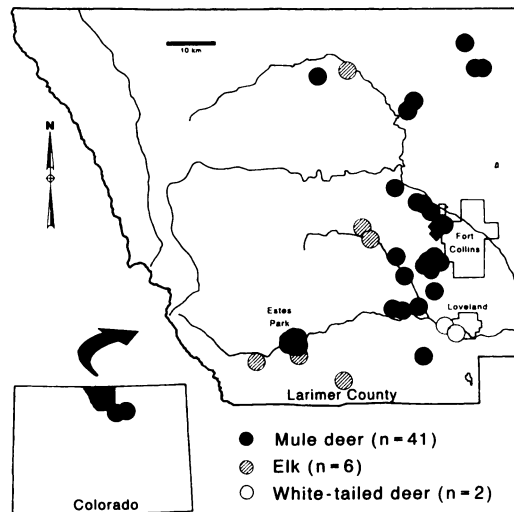 10 km
N
Fort
Collins
Loveland
Estes
Park
Larimer County
Mule deer (n=41)
Elk (n=6)
White-tailed deer (n=2)
Colorado